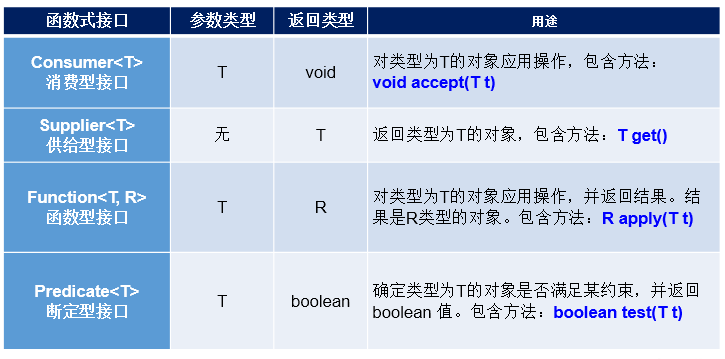 函数式接口 参数类型 返回类型 用途
Consumer<T>
消费型接口
T
void
对类型为T的对象应用操作，包含方法：
void accept(T t)
Supplier<T>
供给型接口
无
T
返回类型为T的对象，包含方法：T get()
Function<T, R>
函数型接口
T
R
对类型为T的对象应用操作，并返回结果。结
果是R类型的对象。包含方法：R apply(T t)
Predicate<T>
断定型接口
T
boolean
确定类型为T的对象是否满足某约束，并返回
boolean 值。包含方法：boolean test(T t)